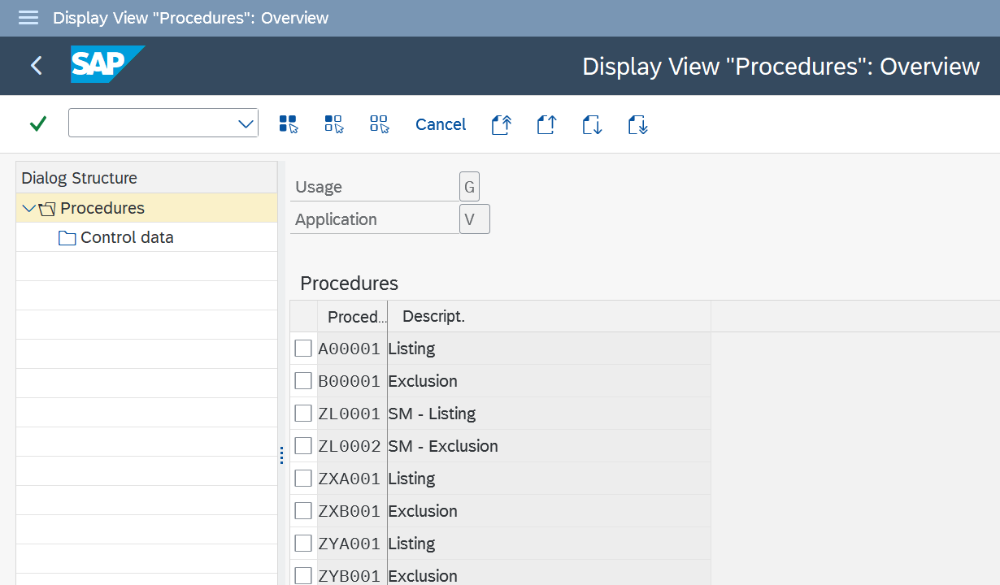 Display View "Procedures": Overview
SAP
Display View "Procedures": Overview
Cancel
Dialog Structure
Procedures
Control data
Usage G
Application V
Procedures
Proced... Descript.
A00001 Listing
B00001 Exclusion
ZL0001 SM - Listing
ZL0002 SM - Exclusion
ZXA001 Listing
ZXB001 Exclusion
ZYA001 Listing
ZYB001 Exclusion